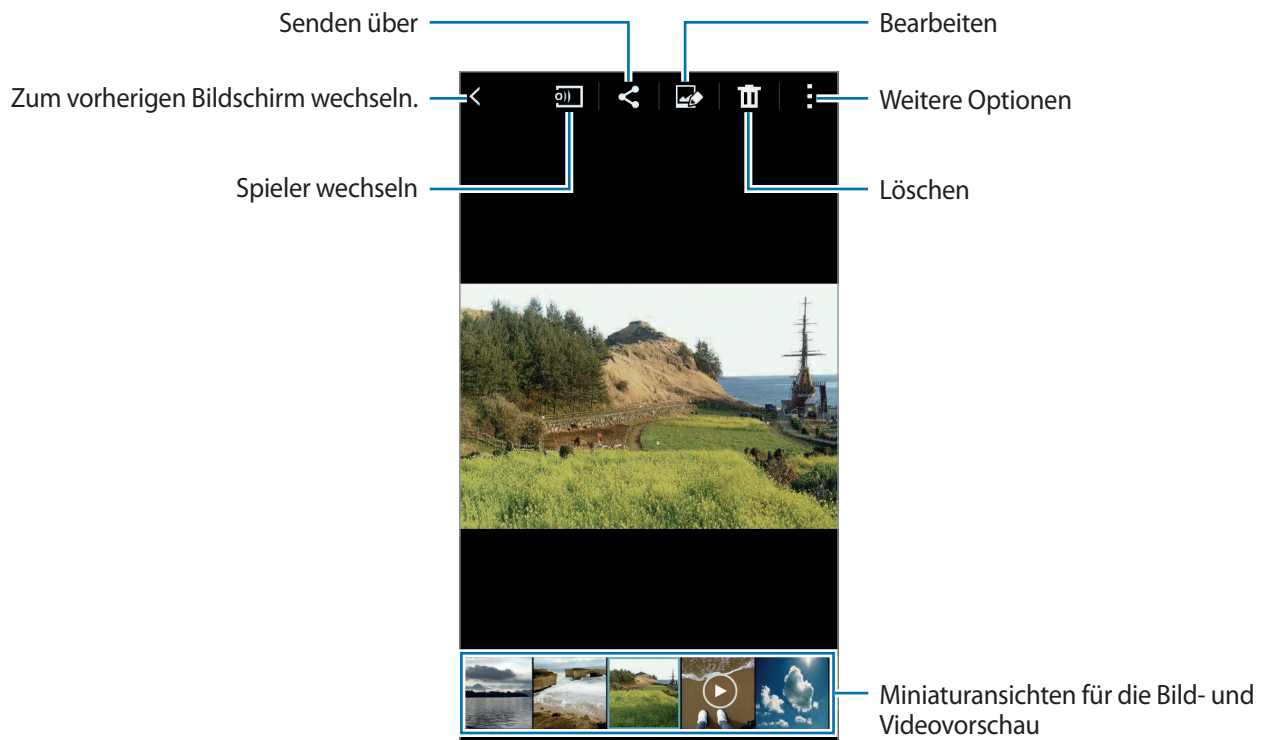 Senden über
Bearbeiten
Zum vorherigen Bildschirm wechseln.
Weitere Optionen
Spieler wechseln
Löschen
Miniaturansichten für die Bild- und
Videovorschau